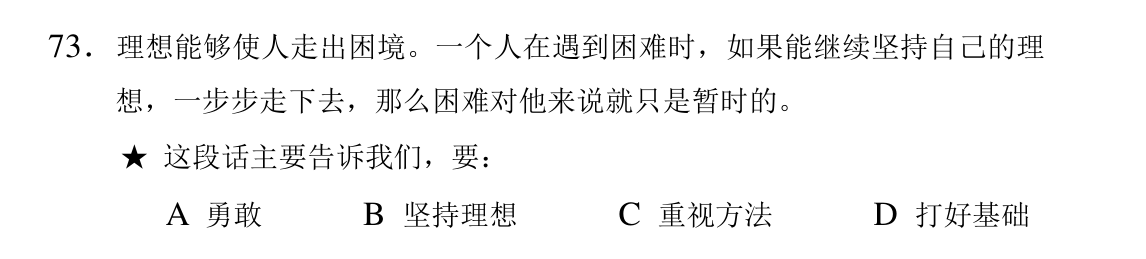 73．理想能够使人走出困境。一个人在遇到困难时，如果能继续坚持自己的理
想，一步步走下去，那么困难对他来说就只是暂时的。
★ 这段话主要告诉我们，要：
A 勇敢 B 坚持理想 C 重视方法 D 打好基础